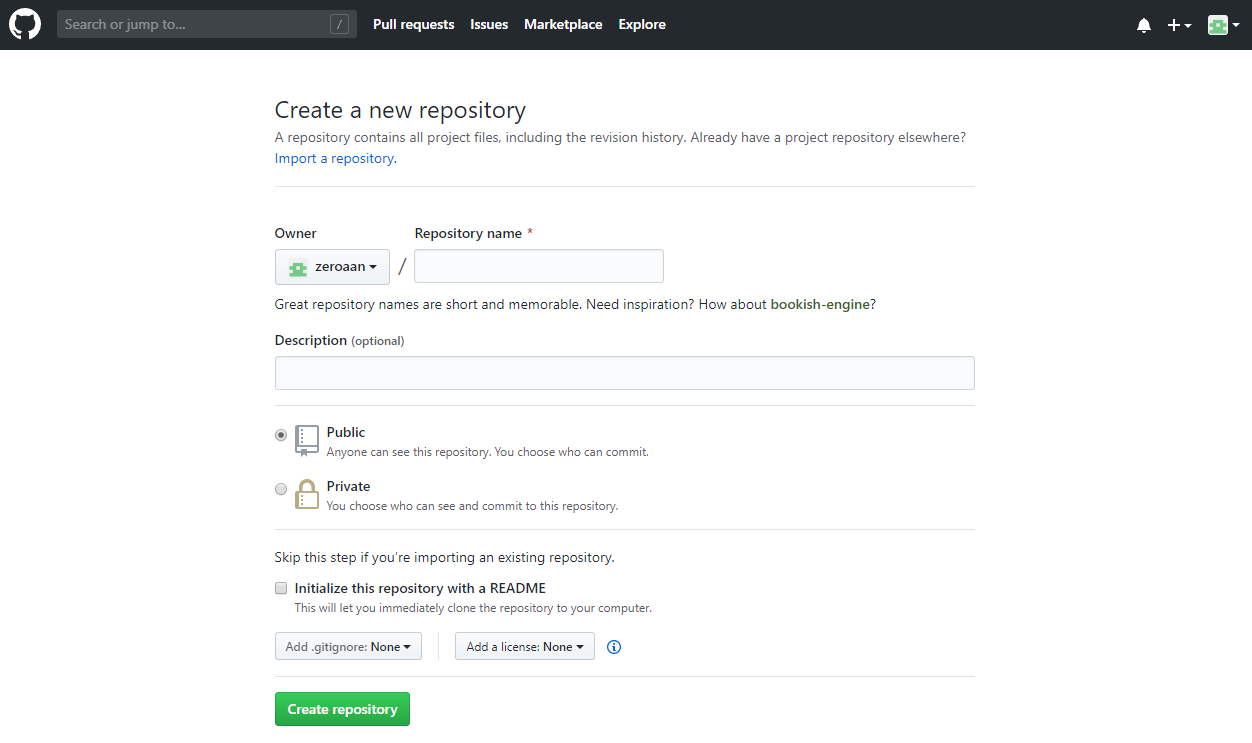 Search or jump to... / Pull requests Issues Marketplace Explore
Create a new repository
A repository contains all project files, including the revision history. Already have a project repository elsewhere?
Import a repository.
Owner Repository name *
zeroaan / 
Great repository names are short and memorable. Need inspiration? How about bookish-engine?
Description (optional)
Public
Anyone can see this repository. You choose who can commit.
Private
You choose who can see and commit to this repository.
Skip this step if you're importing an existing repository.
Initialize this repository with a README
This will let you immediately clone the repository to your computer.
Add .gitignore: None Add a license: None
Create repository